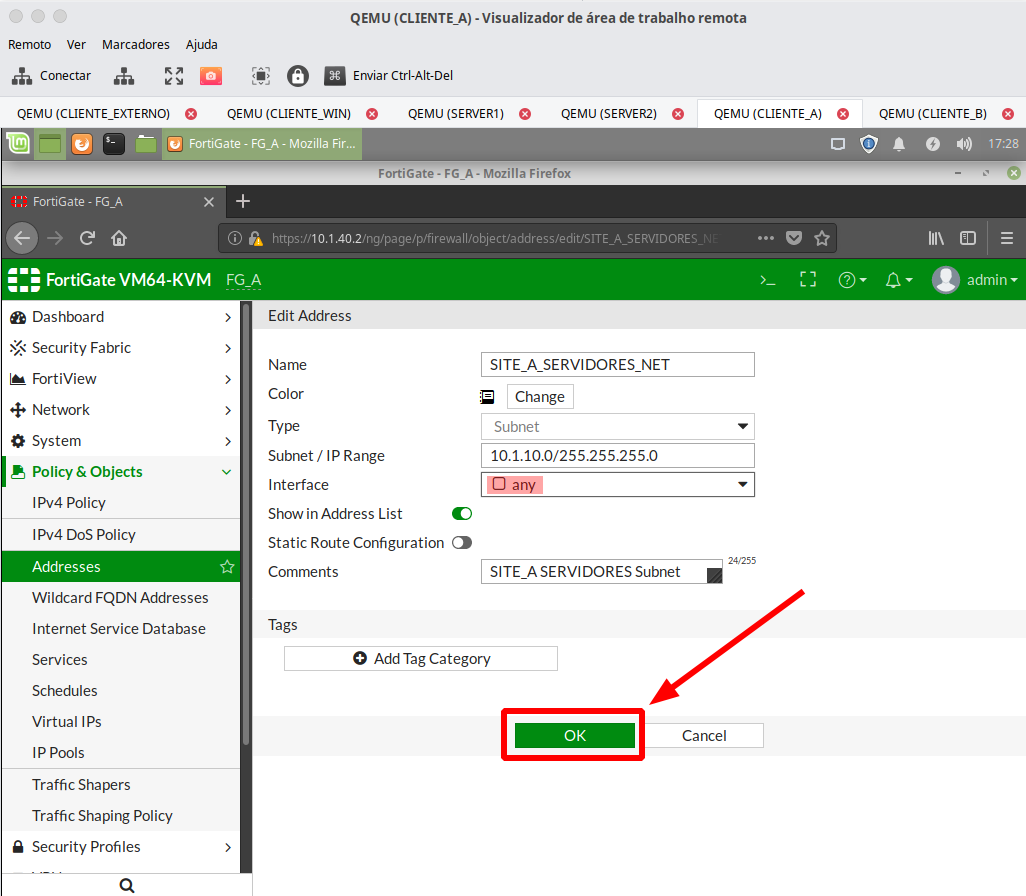 QEMU (CLIENTE_A) - Visualizador de área de trabalho remota
Remoto Ver Marcadores Ajuda
Conectar Enviar Ctrl-Alt-Del
QEMU (CLIENTE_EXTERNO) QEMU (CLIENTE_WIN) QEMU (SERVER1) QEMU (SERVER2) QEMU (CLIENTE_A) QEMU (CLIENTE_B)
FortiGate - FG_A - Mozilla Fir... 17:28
FortiGate - FG_A - Mozilla Firefox
FortiGate - FG_A
https://10.1.40.2/ng/page/p/firewall/object/address/edit/SITE_A_SERVIDORES_NE
FortiGate VM64-KVM FG_A admin
Dashboard
Security Fabric
FortiView
Network
System
Policy & Objects
IPv4 Policy
IPv4 DoS Policy
Addresses
Wildcard FQDN Addresses
Internet Service Database
Services
Schedules
Virtual IPs
IP Pools
Traffic Shapers
Traffic Shaping Policy
Security Profiles
Edit Address
Name SITE_A_SERVIDORES_NET
Color Change
Type Subnet
Subnet / IP Range 10.1.10.0/255.255.255.0
Interface any
Show in Address List
Static Route Configuration
Comments SITE_A SERVIDORES Subnet 24/255
Tags
Add Tag Category
OK Cancel